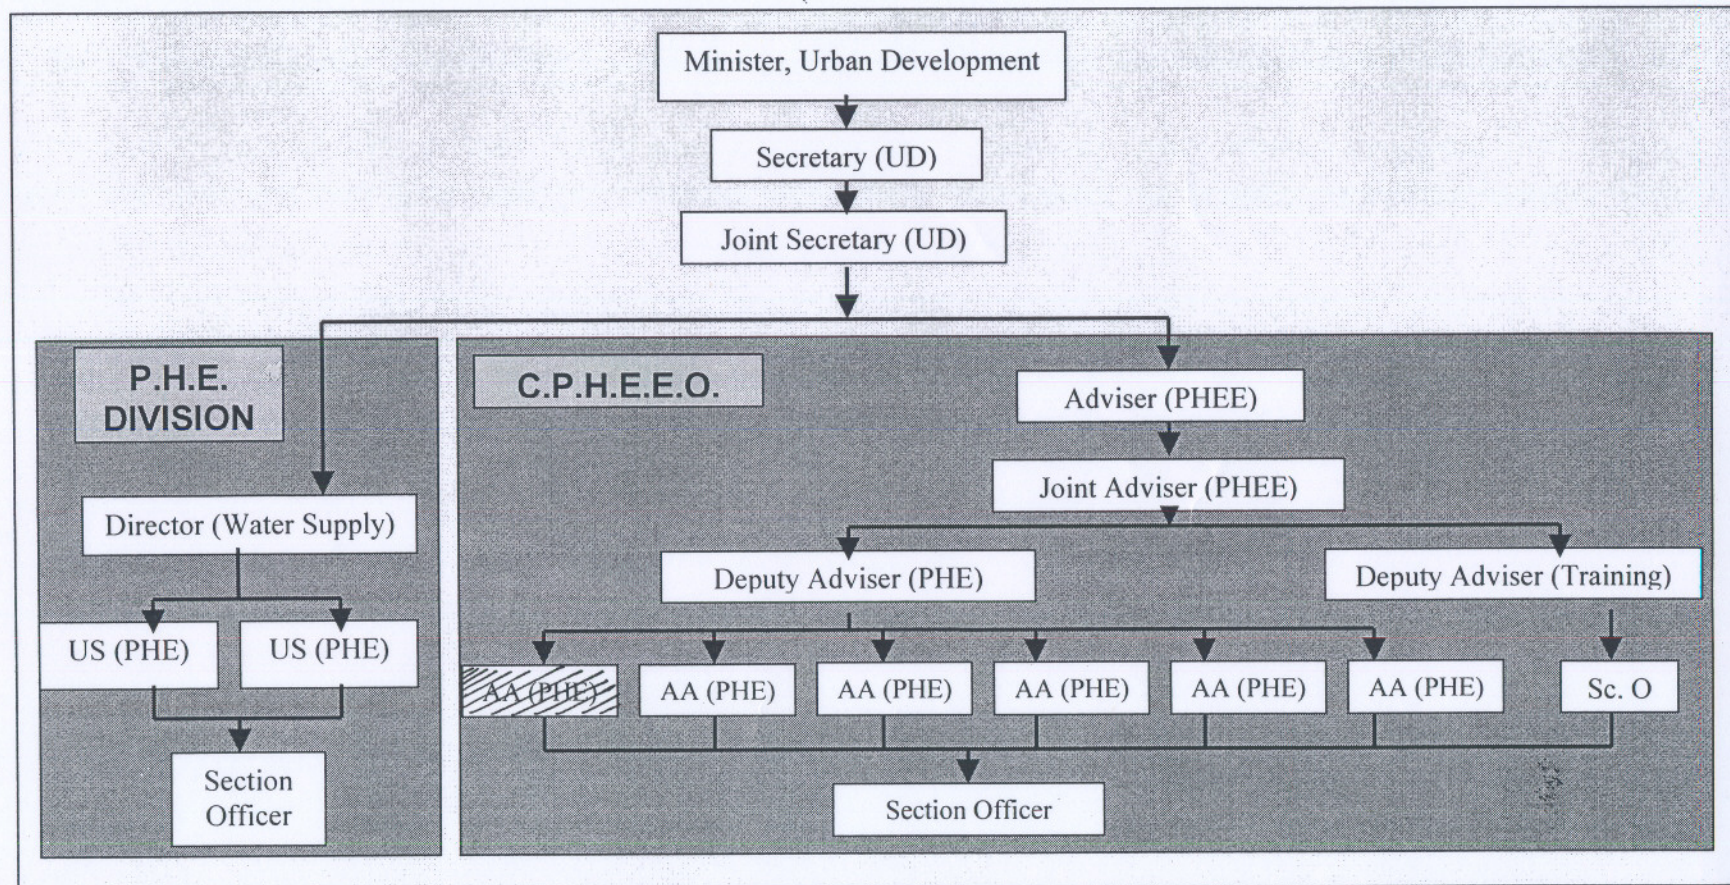 Minister, Urban Development
Secretary (UD)
Joint Secretary (UD)
P.H.E.
DIVISION
Director (Water Supply)
US (PHE)
US (PHE)
Section
Officer
C.P.H.E.E.O.
Adviser (PHEE)
Joint Adviser (PHEE)
Deputy Adviser (PHE)
Deputy Adviser (Training)
AA (PHE)
AA (PHE)
AA (PHE)
AA (PHE)
AA (PHE)
AA (PHE)
Sc. O
Section Officer